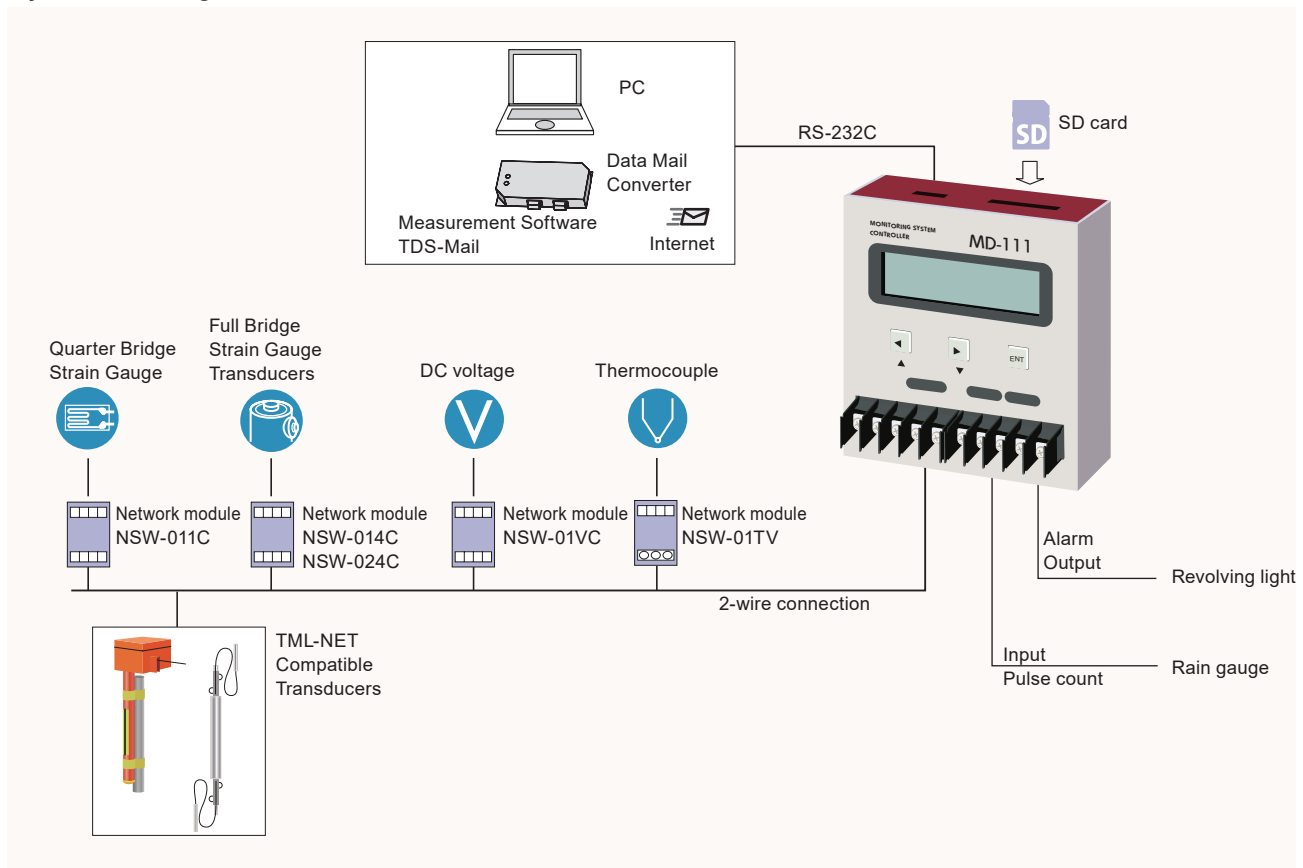 PC
Data Mail
Converter
Measurement Software
TDS-Mail
Internet
RS-232C
SD
SD card
MONITORING SYSTEM
CONTROLLER
MD-111
ENT
Quarter Bridge
Strain Gauge
Full Bridge
Strain Gauge
Transducers
DC voltage
V
Thermocouple
Network module
NSW-011C
Network module
NSW-014C
NSW-024C
Network module
NSW-01VC
Network module
NSW-01TV
2-wire connection
Alarm
Output
Revolving light
Input
Pulse count
Rain gauge
TML-NET
Compatible
Transducers